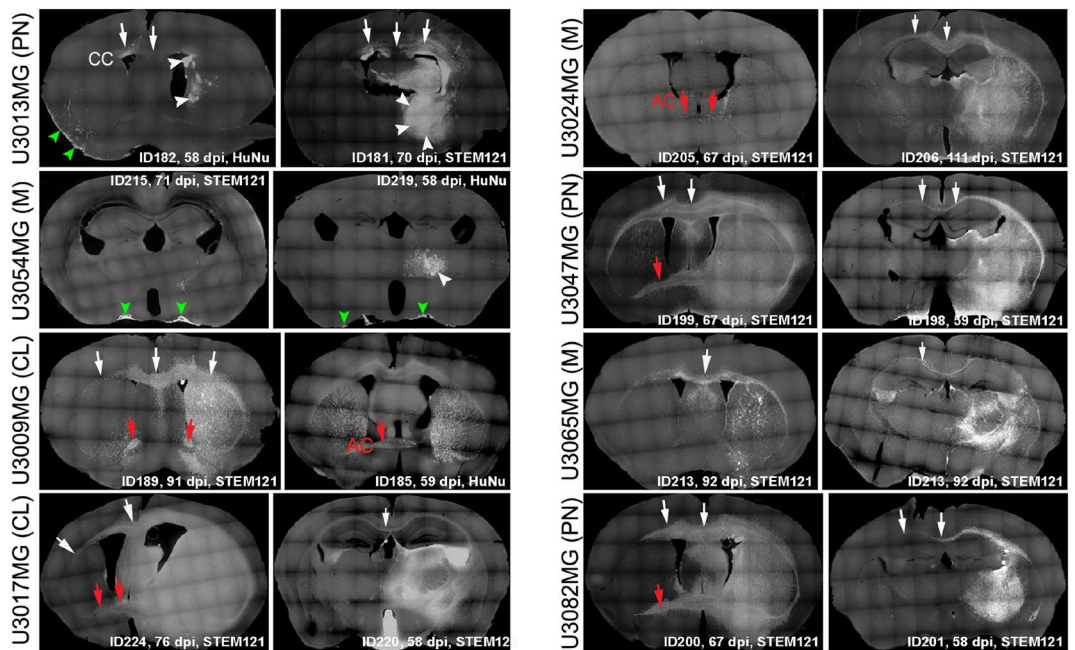 U3013MG (PN)
CC
ID182, 58 dpi, HuNu
ID181, 70 dpi, STEM121
U3054MG (M)
ID215, 71 dpi, STEM121
ID219, 58 dpi, HuNu
U3009MG (CL)
ID189, 91 dpi, STEM121
AC
ID185, 59 dpi, HuNu
U3017MG (CL)
ID224, 76 dpi, STEM121
ID220, 58 dpi, STEM12
U3024MG (M)
AC
ID205, 67 dpi, STEM121
ID206, 111 dpi, STEM121
U3047MG (PN)
ID199, 67 dpi, STEM121
ID198, 59 dpi, STEM121
U3065MG (M)
ID213, 92 dpi, STEM121
ID213, 92 dpi, STEM121
U3082MG (PN)
ID200, 67 dpi, STEM121
ID201, 58 dpi, STEM121